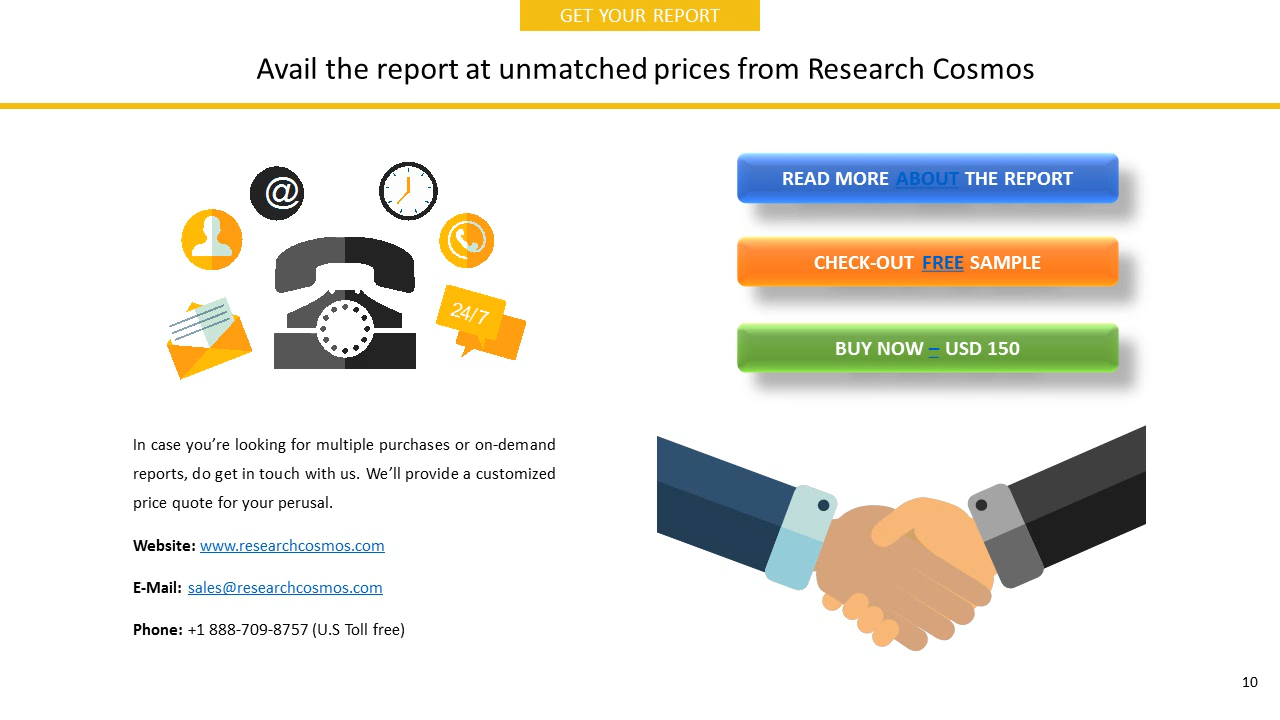 GET YOUR REPORT
Avail the report at unmatched prices from Research Cosmos
@
24/7
READ MORE ABOUT THE REPORT
CHECK-OUT FREE SAMPLE
BUY NOW – USD 150
In case you’re looking for multiple purchases or on-demand
reports, do get in touch with us. We’ll provide a customized
price quote for your perusal.
Website: www.researchcosmos.com
E-Mail: sales@researchcosmos.com
Phone: +1 888-709-8757 (U.S Toll free)
10